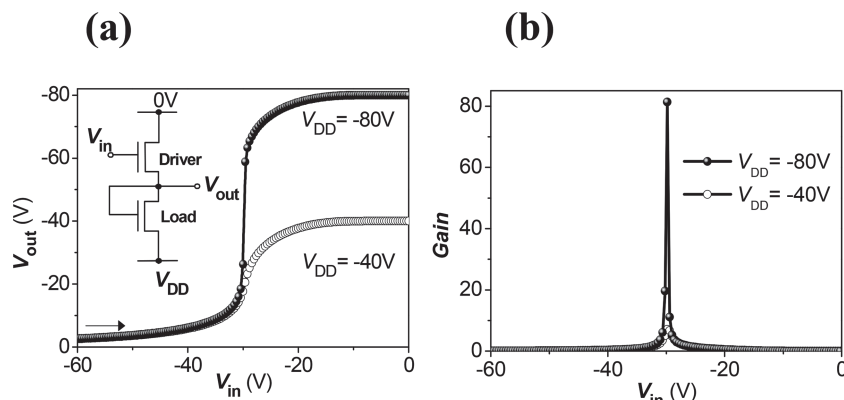 (a)
(b)
-80
-60
-40
-20
0
V_out (V)
0V
V_in
Driver
V_out
Load
V_DD
V_DD = -80V
V_DD = -40V
-60
-40
-20
0
V_in (V)
80
60
40
20
0
Gain
V_DD = -80V
V_DD = -40V
-60
-40
-20
0
V_in (V)